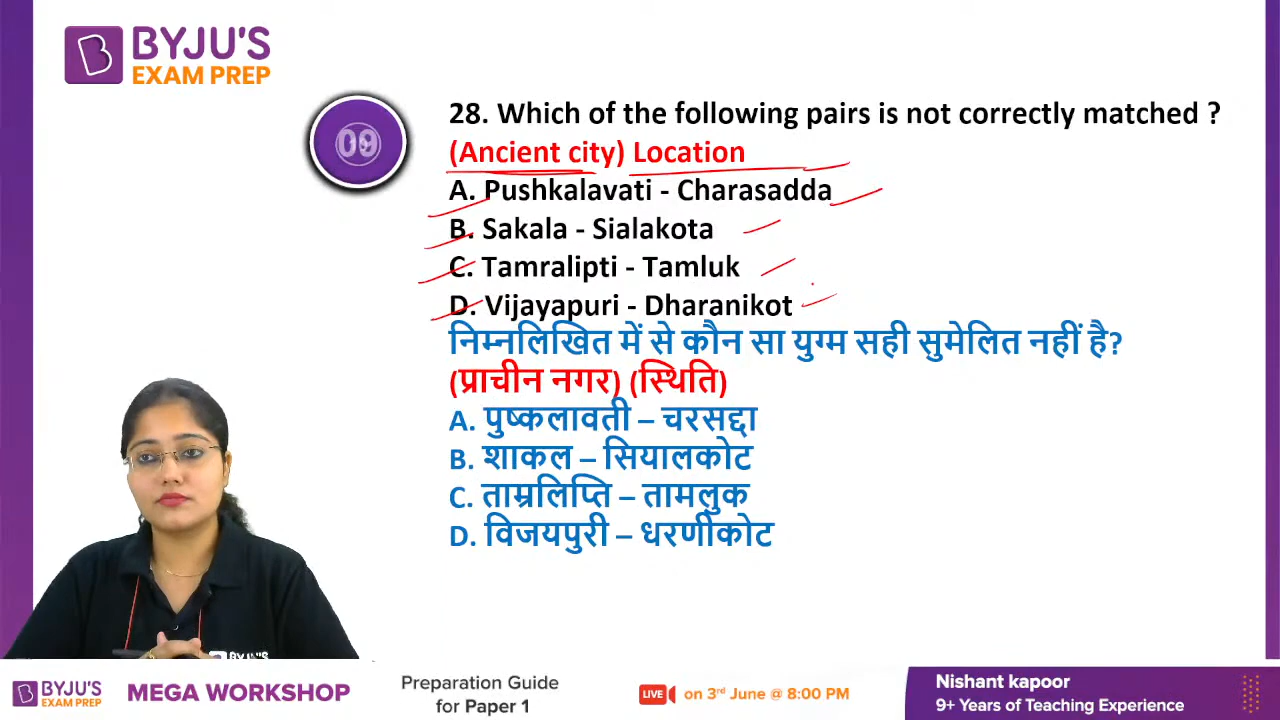 BYJU'S
EXAM PREP
09
28. Which of the following pairs is not correctly matched ?
(Ancient city) Location
A. Pushkalavati - Charasadda
B. Sakala - Sialakota
C. Tamralipti - Tamluk
D. Vijayapuri - Dharanikot
निम्नलिखित में से कौन सा युग्म सही सुमेलित नहीं है?
(प्राचीन नगर) (स्थिति)
A. पुष्कलावती – चरसद्दा
B. शाकल – सियालकोट
C. ताम्रलिप्ति – तामलुक
D. विजयपुरी – धरणीकोट
BYJU'S
BYJU'S
EXAM PREP
MEGA WORKSHOP
Preparation Guide
for Paper 1
LIVE on 3rd June @ 8:00 PM
Nishant kapoor
9+ Years of Teaching Experience